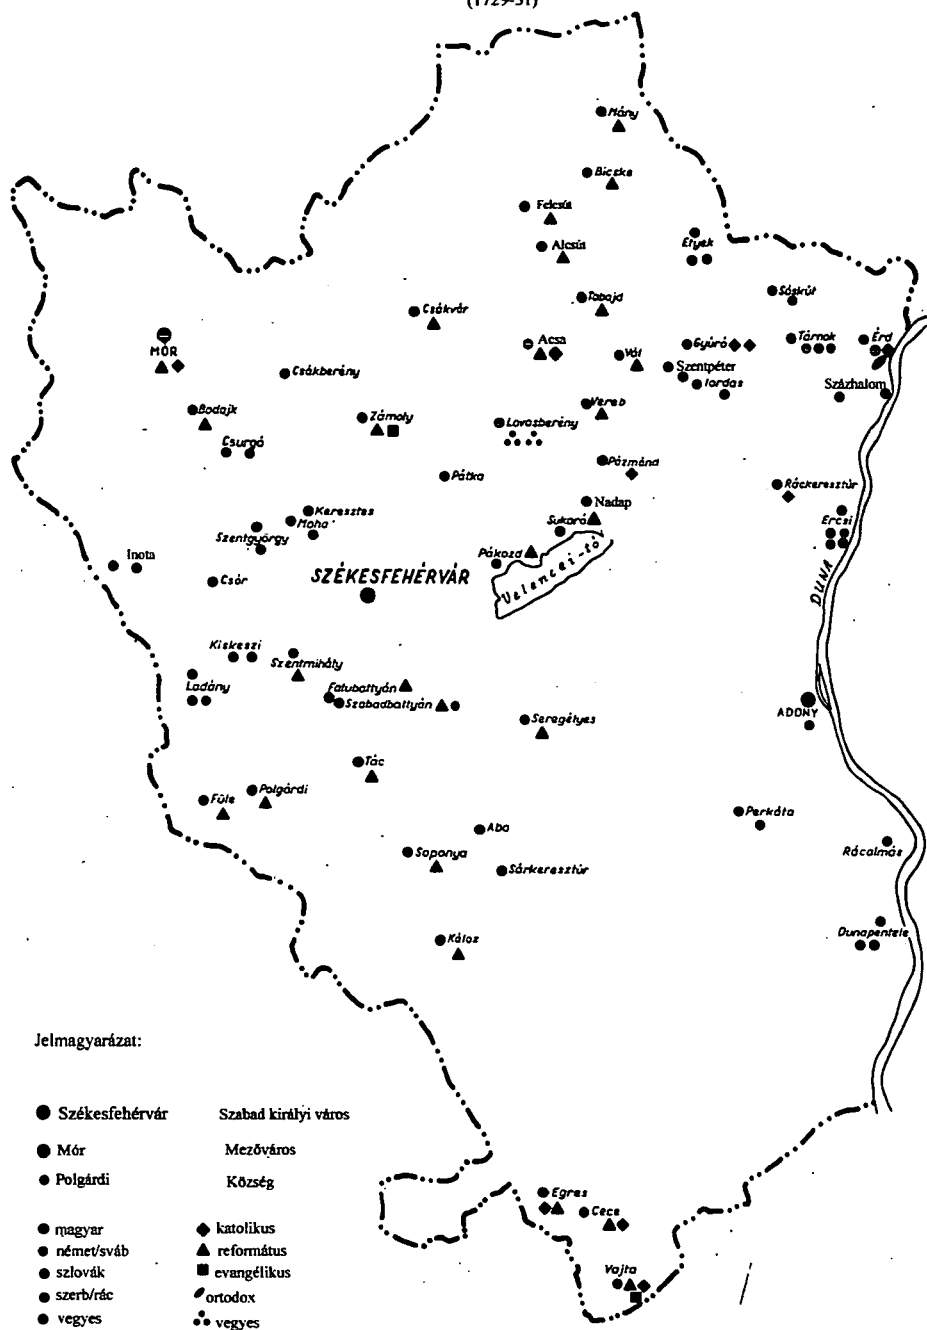 (1729-31)
Mány
Bicske
Felcsút
Alcsút
Etyek
Sóskút
Tabajd
Csákvár
MÓR
Acsa
Vál
Gyúró
Tárnok
Érd
Szentpéter
Tordas
Százhalom
Csákberény
Bodajk
Zámoly
Vereb
Lovasberény
Csurgó
Pátka
Pázmánd
Ráckeresztúr
Nadap
Keresztes
Moha
Sukoró
Ercsi
Szentgyörgy
Inota
Pákozd
Csór
SZÉKESFEHÉRVÁR
Velencei-tó
DUNA
Kiskeszi
Szentmihály
Ladány
Falubattyán
Szabadbattyán
Seregélyes
ADONY
Tác
Füle
Polgárdi
Aba
Perkáta
Soponya
Sárkeresztúr
Rácalmás
Dunapentele
Káloz
Jelmagyarázat:
Székesfehérvár Szabad királyi város
Mór Mezőváros
Polgárdi Község
magyar katolikus
német/sváb református
szlovák evangélikus
szerb/rác ortodox
vegyes vegyes
Egres
Cece
Vajta